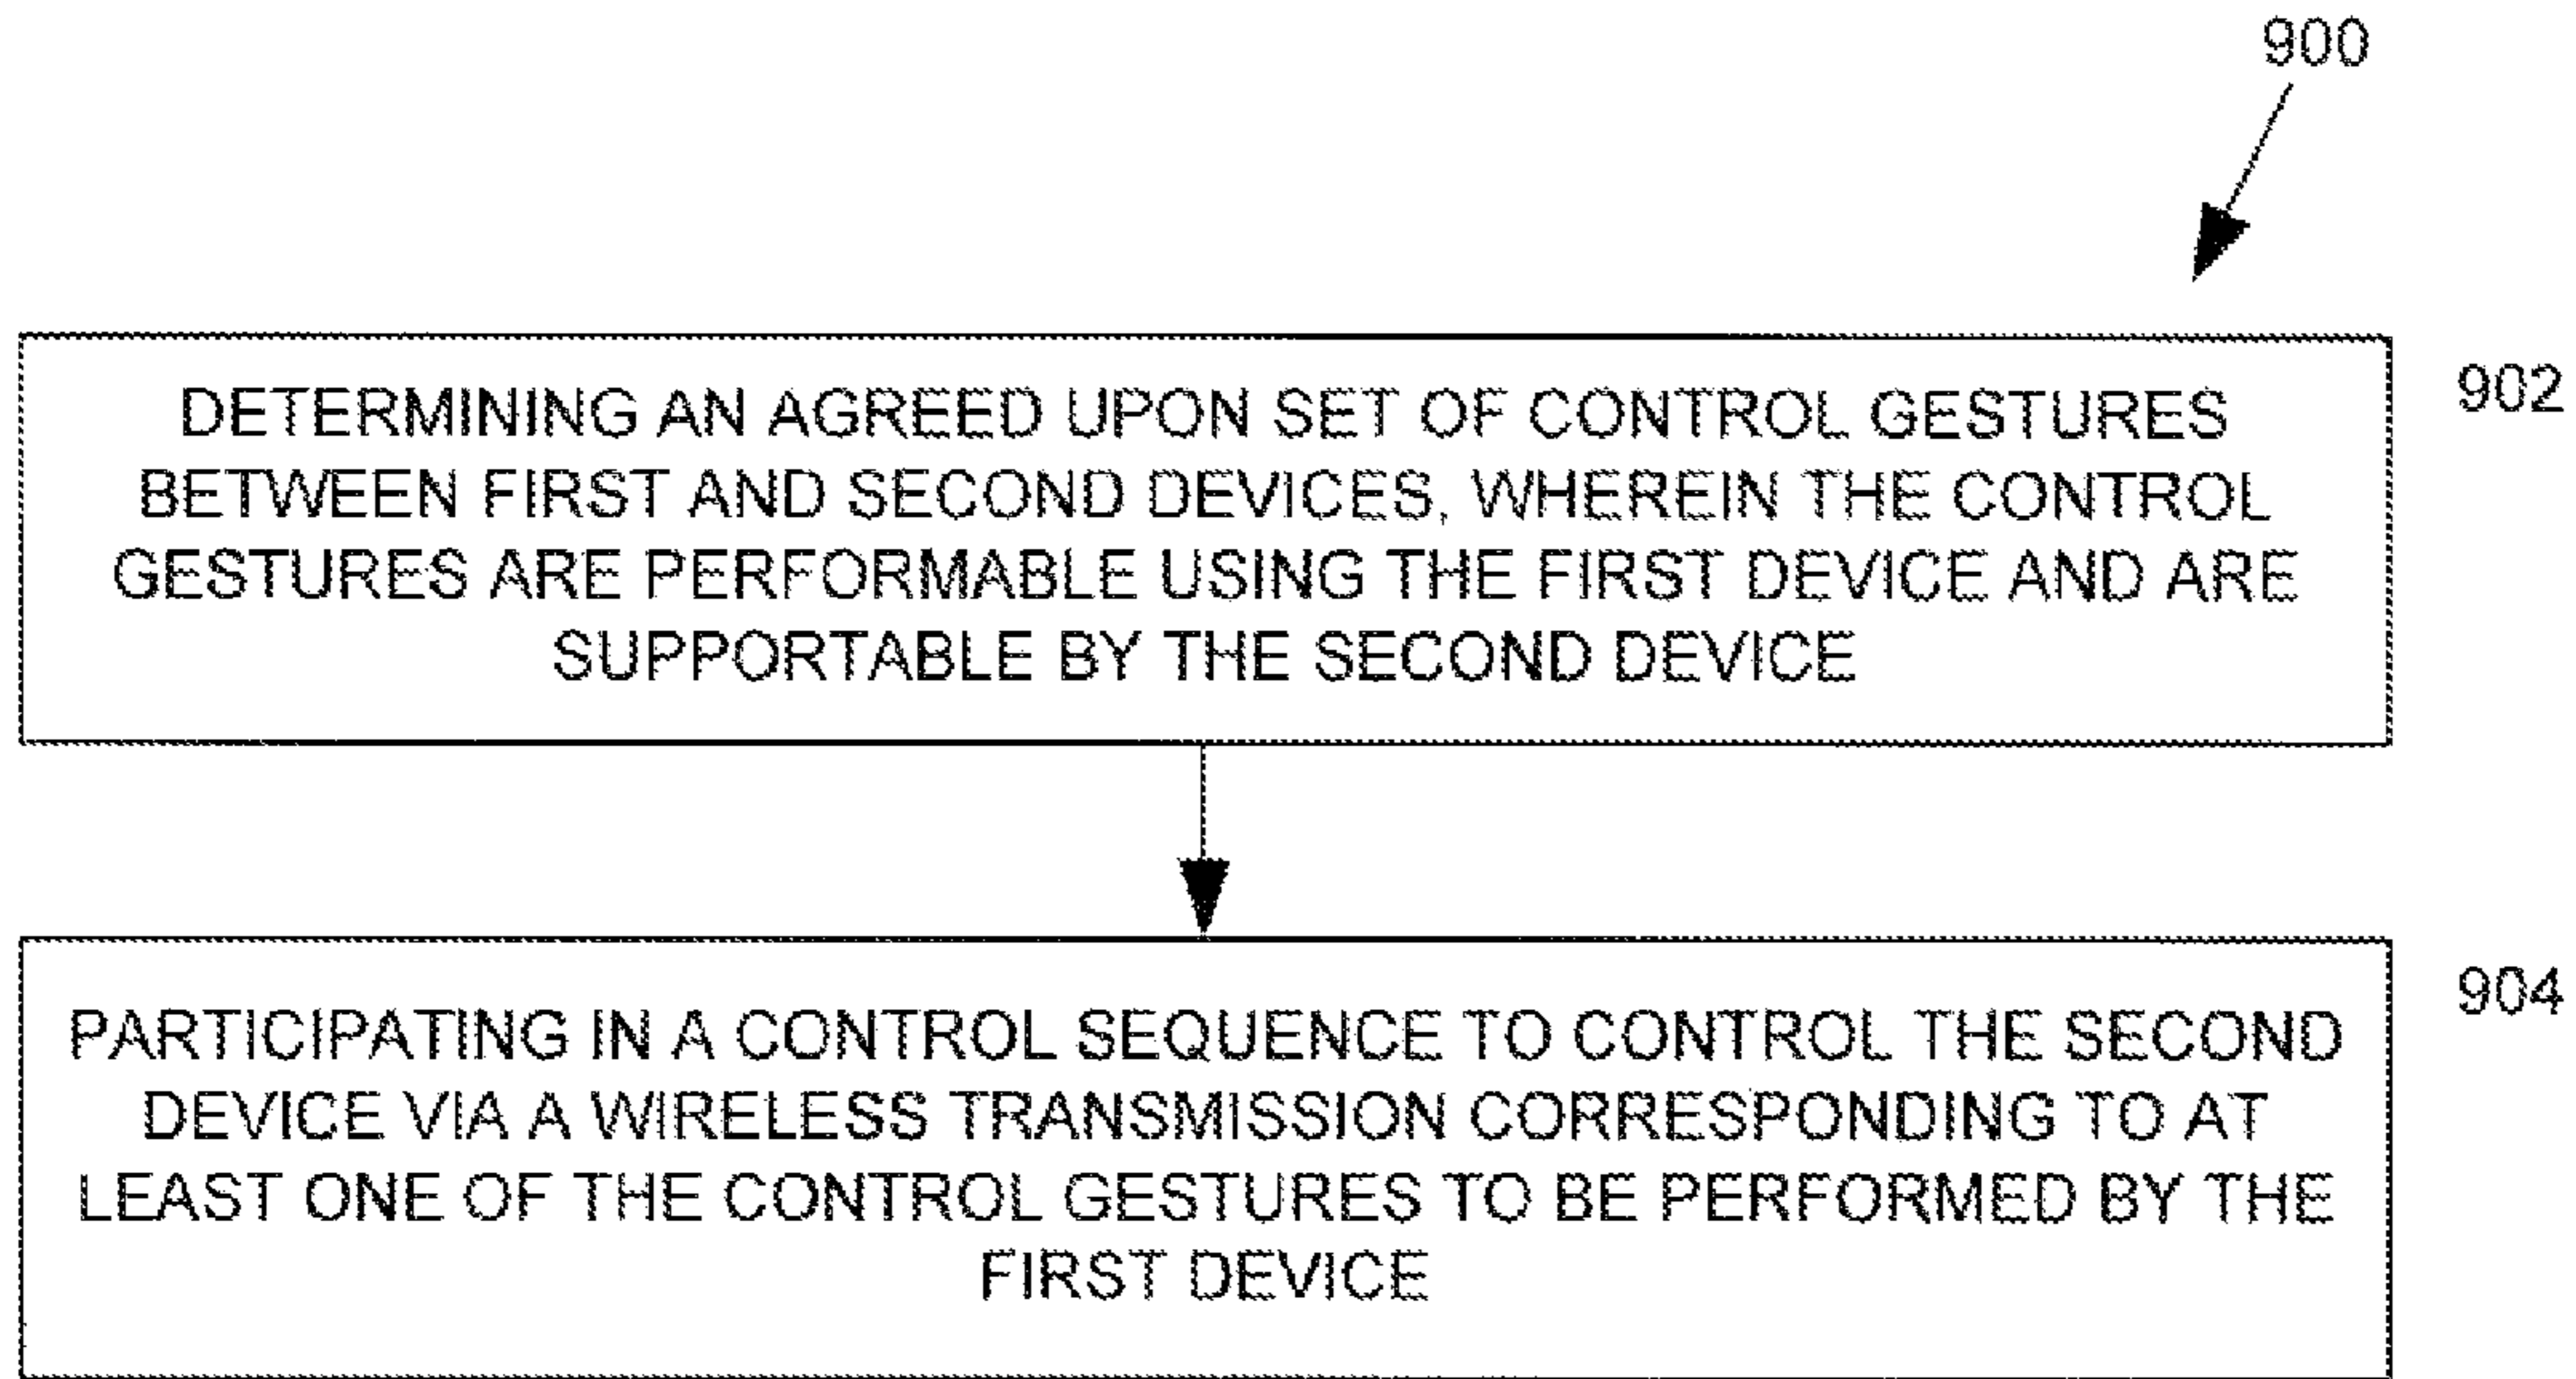 900
DETERMINING AN AGREED UPON SET OF CONTROL GESTURES
902
BETWEEN FIRST AND SECOND DEVICES, WHEREIN THE CONTROL
GESTURES ARE PERFORMABLE USING THE FIRST DEVICE AND ARE
SUPPORTABLE BY THE SECOND DEVICE
PARTICIPATING IN A CONTROL SEQUENCE TO CONTROL THE SECOND
904
DEVICE VIA A WIRELESS TRANSMISSION CORRESPONDING TO AT
LEAST ONE OF THE CONTROL GESTURES TO BE PERFORMED BY THE
FIRST DEVICE